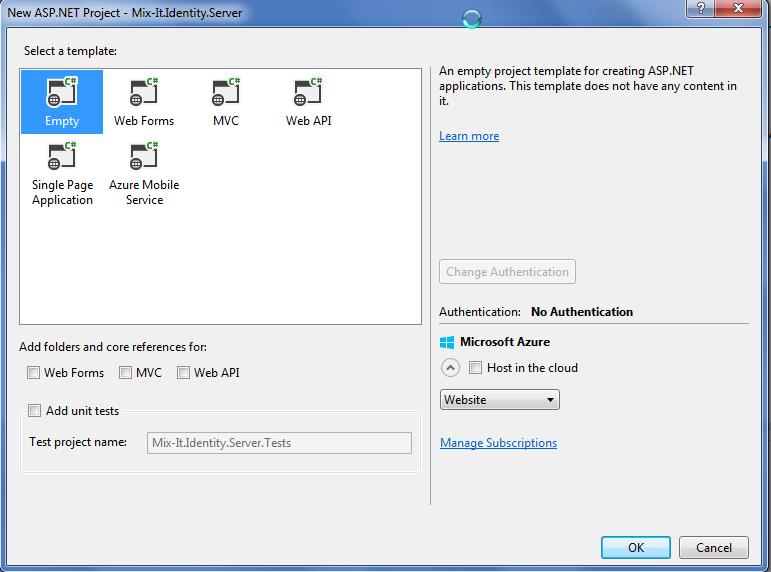 New ASP.NET Project - Mix-It.Identity.Server
?
Select a template:
C# C# C# C#
Empty Web Forms MVC Web API
C# C#
Single Page Azure Mobile
Application Service
An empty project template for creating ASP.NET
applications. This template does not have any content in
it.
Learn more
Change Authentication
Authentication: No Authentication
Microsoft Azure
Host in the cloud
Website
Manage Subscriptions
Add folders and core references for:
Web Forms MVC Web API
Add unit tests
Test project name: Mix-It.Identity.Server.Tests
OK Cancel